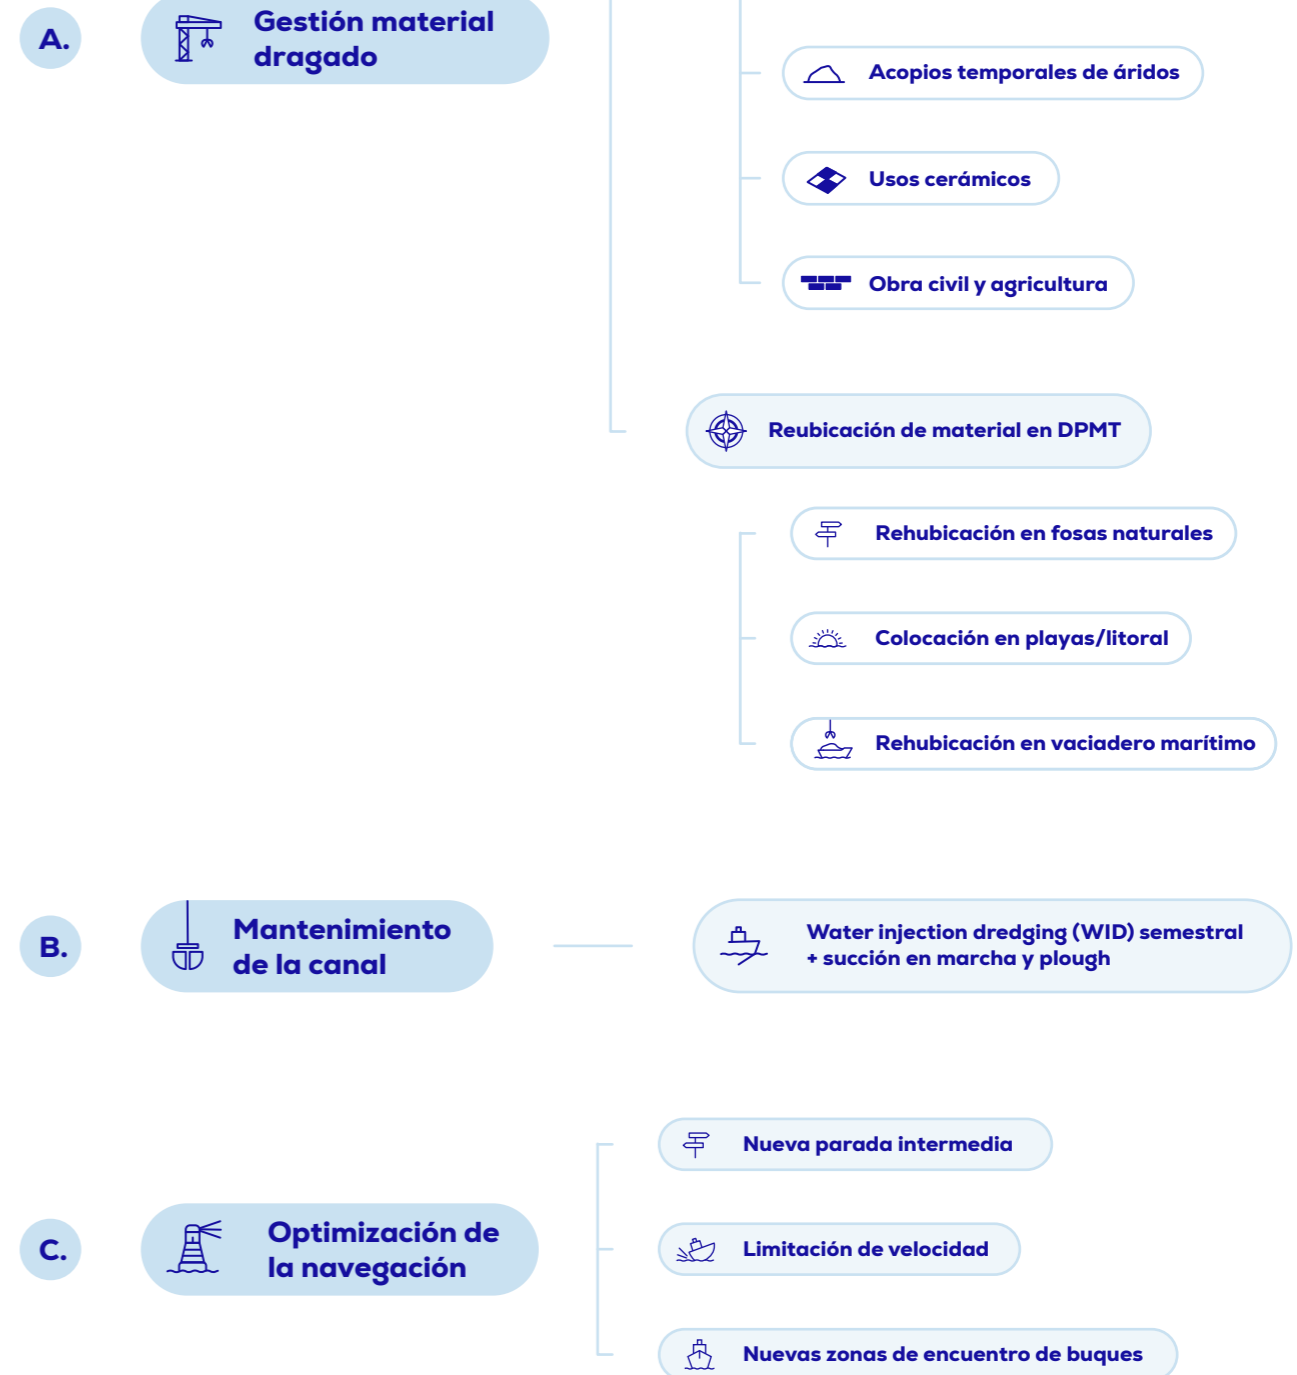 A.
Gestión material
dragado
Acopios temporales de áridos
Usos cerámicos
Obra civil y agricultura
Reubicación de material en DPMT
Rehubicación en fosas naturales
Colocación en playas/litoral
Rehubicación en vaciadero marítimo
B.
Mantenimiento
de la canal
Water injection dredging (WID) semestral
+ succión en marcha y plough
C.
Optimización de
la navegación
Nueva parada intermedia
Limitación de velocidad
Nuevas zonas de encuentro de buques